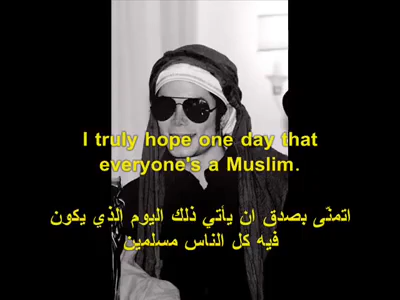 I truly hope one day that
everyone's a Muslim.
اتمنّى بصدق ان يأتي ذلك اليوم الذي يكون
فيه كل الناس مسلمين